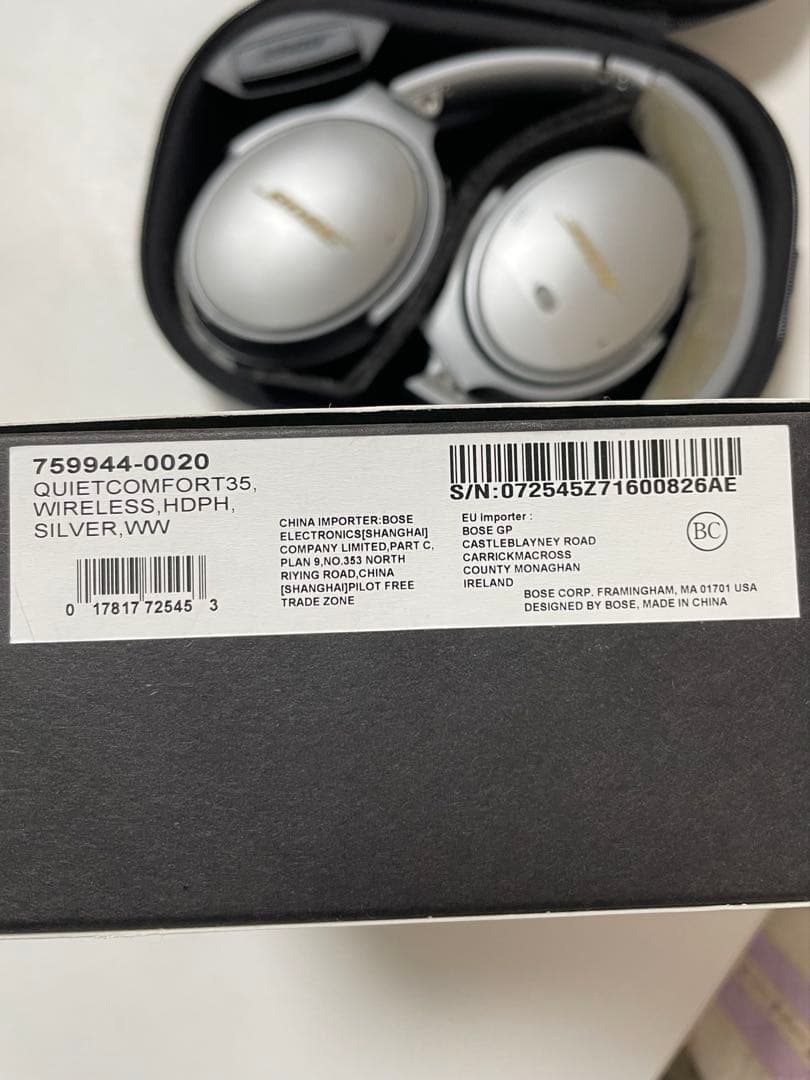 BOSE
BOSE
759944-0020
QUIETCOMFORT35,
WIRELESS,HDPH,
SILVER,WW
0 17817 72545 3
CHINA IMPORTER:BOSE
ELECTRONICS[SHANGHAI]
COMPANY LIMITED,PART C,
PLAN 9,NO.353 NORTH
RIYING ROAD,CHINA
[SHANGHAI]PILOT FREE
TRADE ZONE
S/N:072545Z71600826AE
EU Importer :
BOSE GP
CASTLEBLAYNEY ROAD
CARRICKMACROSS
COUNTY MONAGHAN
IRELAND
BC
BOSE CORP. FRAMINGHAM, MA 01701 USA
DESIGNED BY BOSE, MADE IN CHINA